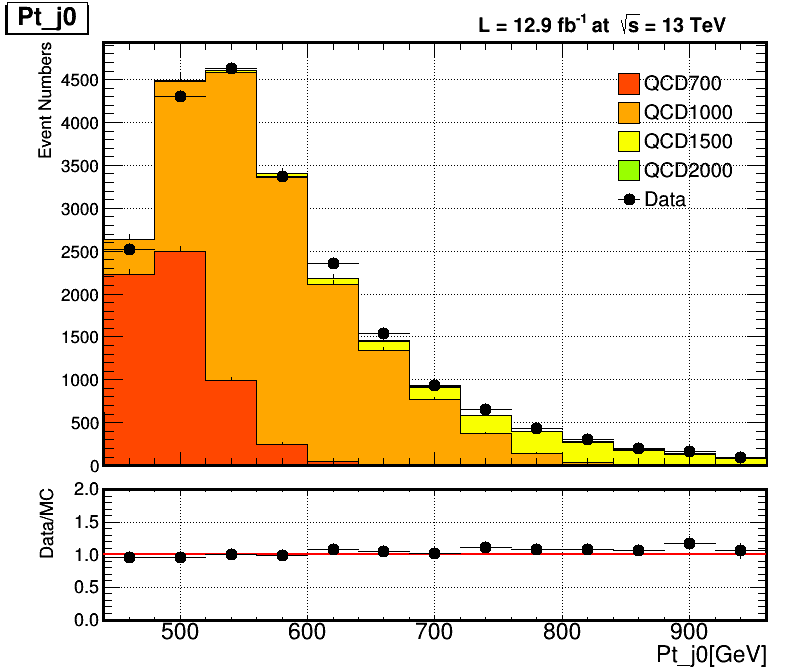 Pt_j0
L = 12.9 fb⁻¹ at √s = 13 TeV
Event Numbers
4500
4000
3500
3000
2500
2000
1500
1000
500
0
QCD700
QCD1000
QCD1500
QCD2000
Data
Data/MC
2.0
1.5
1.0
0.5
0.0
500 600 700 800 900
Pt_j0[GeV]